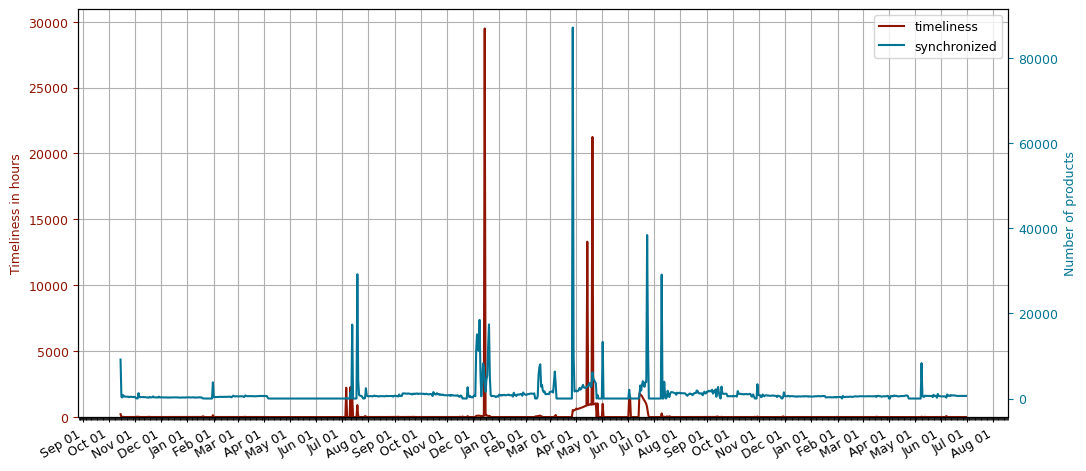 timeliness
synchronized
30000
25000
20000
15000
10000
5000
0
80000
60000
40000
20000
0
Timeliness in hours
Number of products
Sep 01
Oct 01
Nov 01
Dec 01
Jan 01
Feb 01
Mar 01
Apr 01
May 01
Jun 01
Jul 01
Aug 01
Sep 01
Oct 01
Nov 01
Dec 01
Jan 01
Feb 01
Mar 01
Apr 01
May 01
Jun 01
Jul 01
Aug 01
Sep 01
Oct 01
Nov 01
Dec 01
Jan 01
Feb 01
Mar 01
Apr 01
May 01
Jun 01
Jul 01
Aug 01